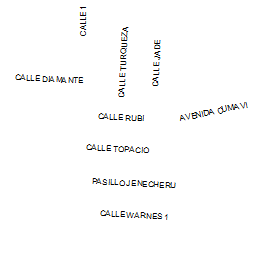 CALLE 1
CALLE TURQUEZA
CALLE JADE
CALLE DIAMANTE
CALLE RUBI
AVENIDA CUMAVI
CALLE TOPACIO
PASILLO JENECHERU
CALLE WARNES 1